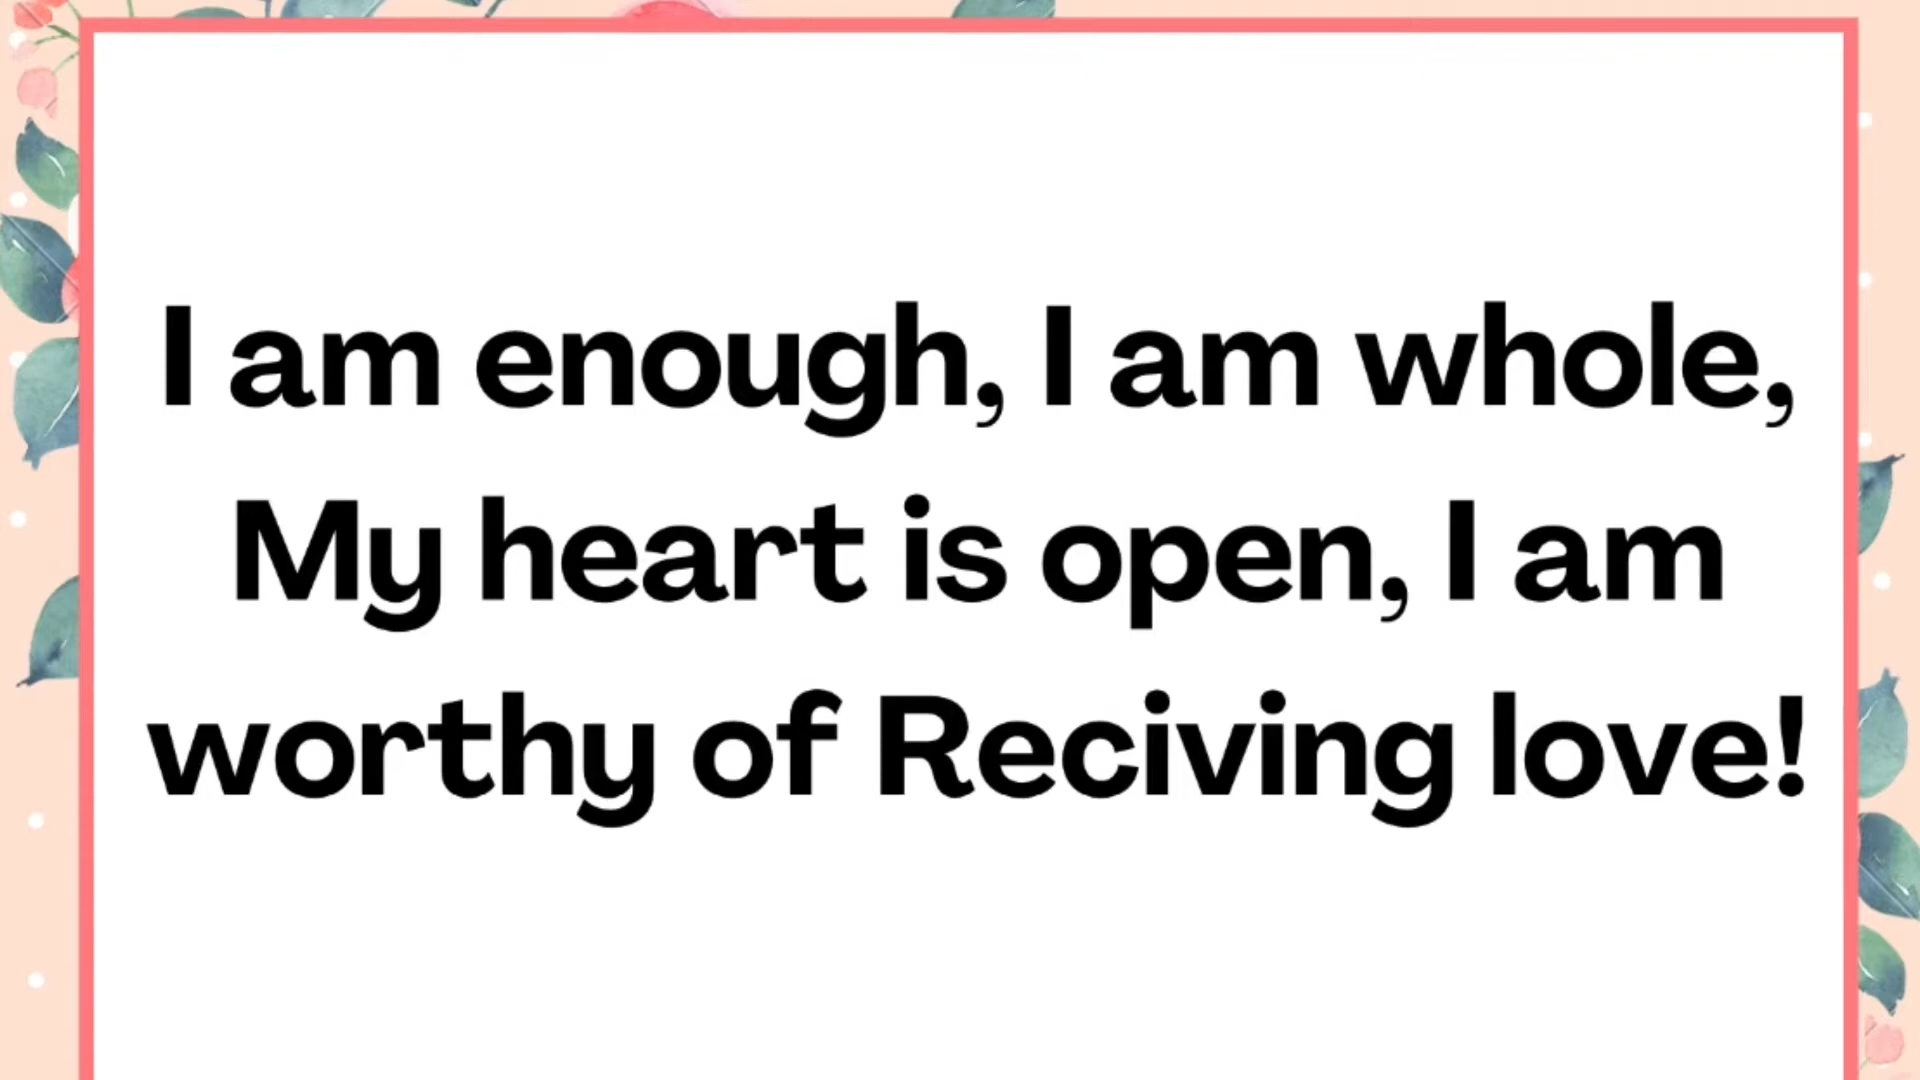 I am enough, I am whole,
My heart is open, I am
worthy of Reciving love!